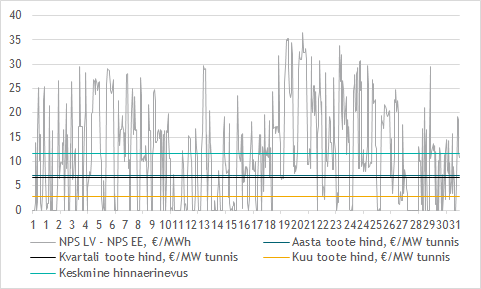 40
35
30
25
20
15
10
5
0
1 2 3 4 5 6 7 8 9 10 11 12 13 14 15 16 17 18 19 20 21 22 23 24 25 26 27 28 29 30 31
NPS LV - NPS EE, €/MWh
Aasta toote hind, €/MW tunnis
Kvartali toote hind, €/MW tunnis
Kuu toote hind, €/MW tunnis
Keskmine hinnaerinevus